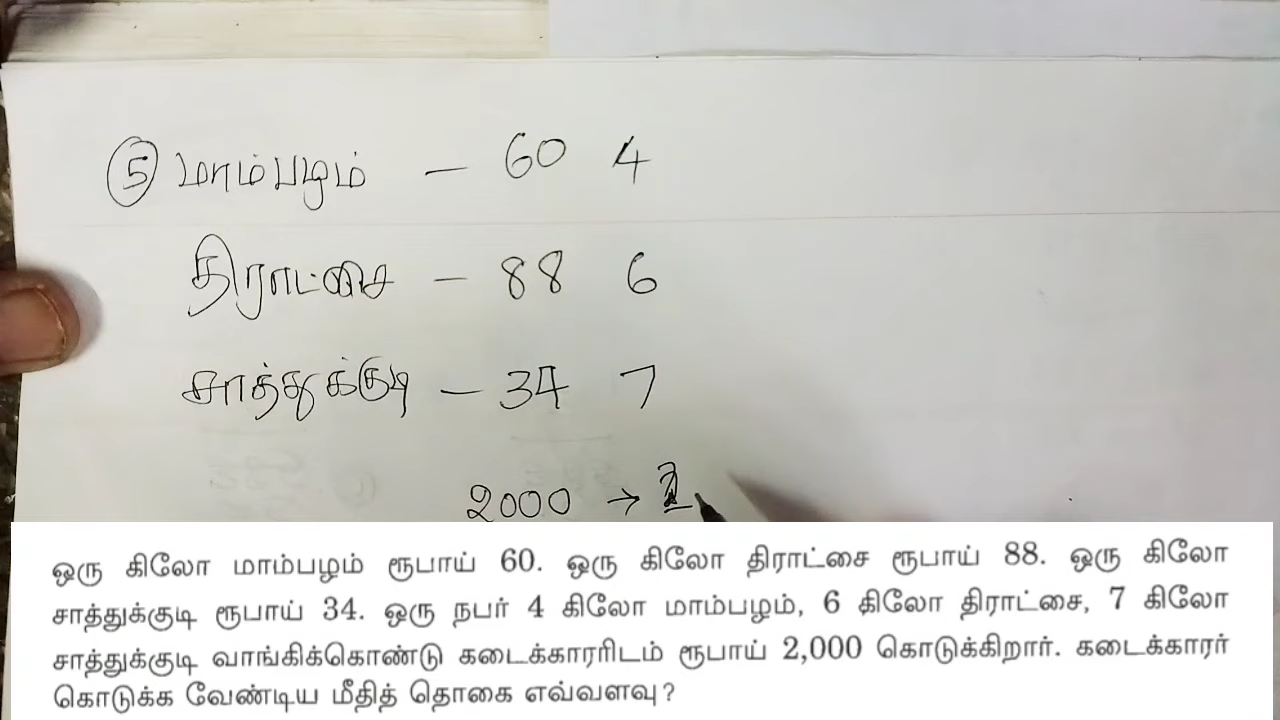 5 மாம்பழம் – 60 4
திராட்சை – 88 6
சாத்துக்குடி – 34 7
2000 →
ஒரு கிலோ மாம்பழம் ரூபாய் 60. ஒரு கிலோ திராட்சை ரூபாய் 88. ஒரு கிலோ
சாத்துக்குடி ரூபாய் 34. ஒரு நபர் 4 கிலோ மாம்பழம், 6 கிலோ திராட்சை, 7 கிலோ
சாத்துக்குடி வாங்கிக்கொண்டு கடைக்காரரிடம் ரூபாய் 2,000 கொடுக்கிறார். கடைக்காரர்
கொடுக்க வேண்டிய மீதித் தொகை எவ்வளவு?